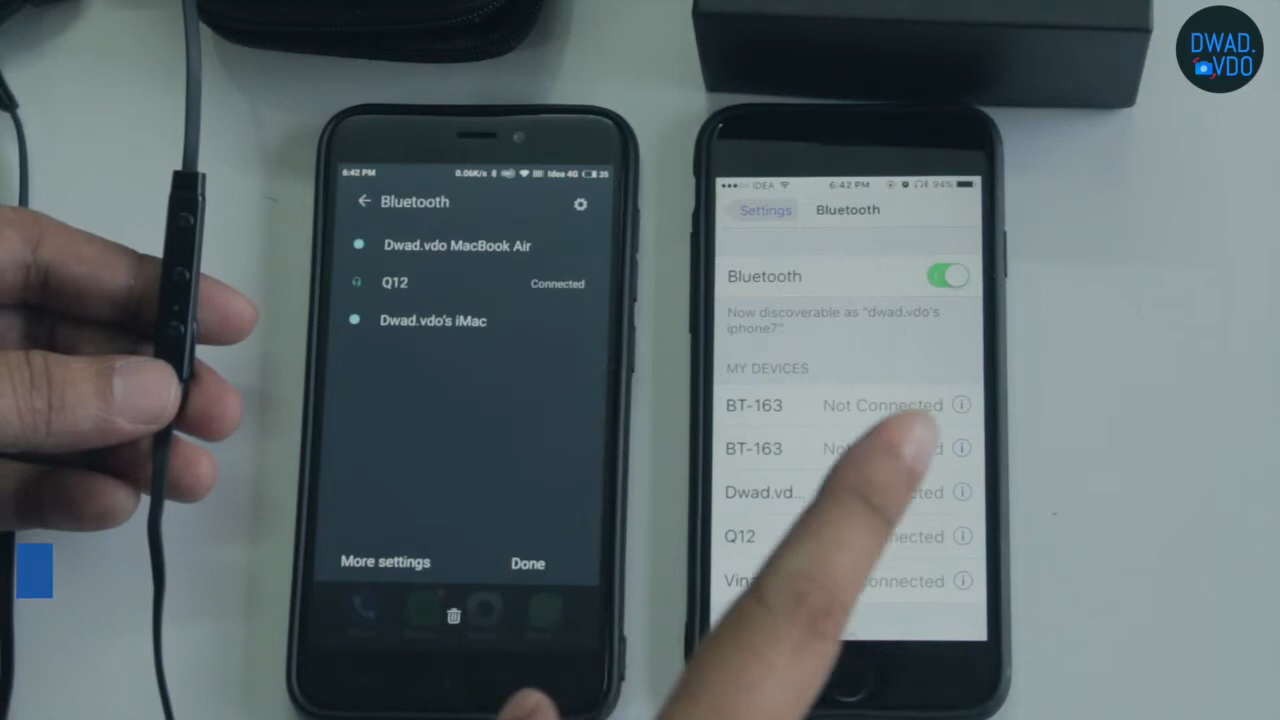 DWAD.
VDO
6:42 PM 0.06K/s Idea 4G 35
Bluetooth
Dwad.vdo MacBook Air
Q12 Connected
Dwad.vdo's iMac
More settings Done
IDEA 6:42 PM 94%
Settings Bluetooth
Bluetooth
Now discoverable as "dwad.vdo's
iphone7"
MY DEVICES
BT-163 Not Connected
BT-163
Dwad.vd...
Q12